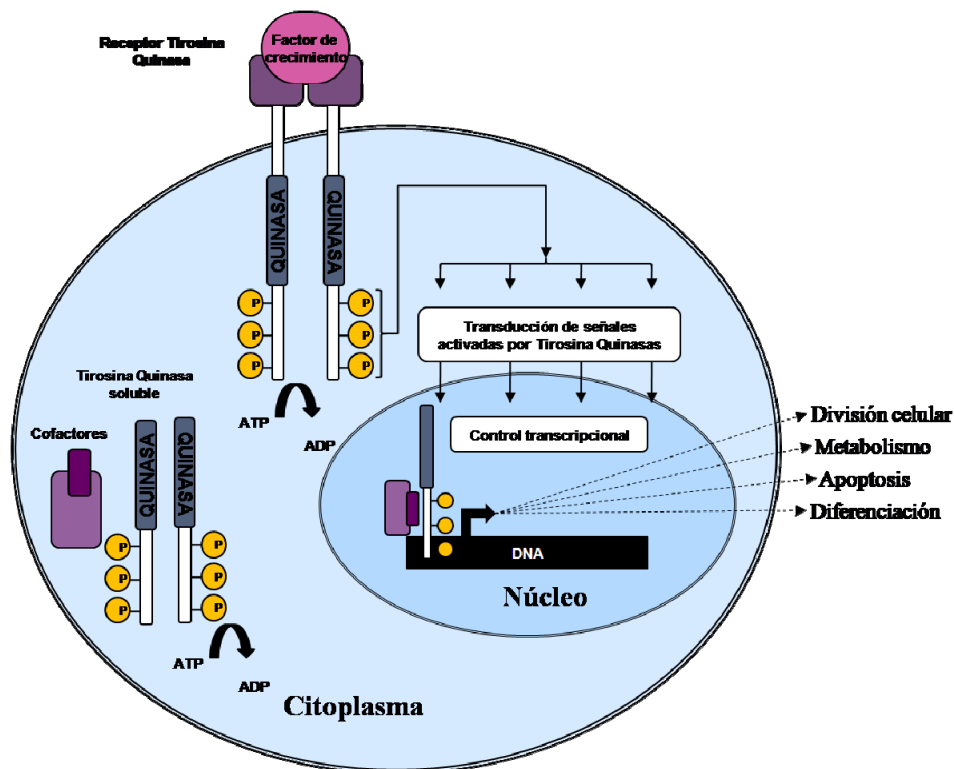 Receptor Tirosina
Quinasa
Factor de
crecimiento
QUINASA
QUINASA
P
P
P
P
P
P
Transducción de señales
activadas por Tirosina Quinasas
ATP
ADP
Tirosina Quinasa
soluble
Cofactores
QUINASA
QUINASA
P
P
P
P
P
P
ATP
ADP
Control transcripcional
DNA
Núcleo
Citoplasma
División celular
Metabolismo
Apoptosis
Diferenciación